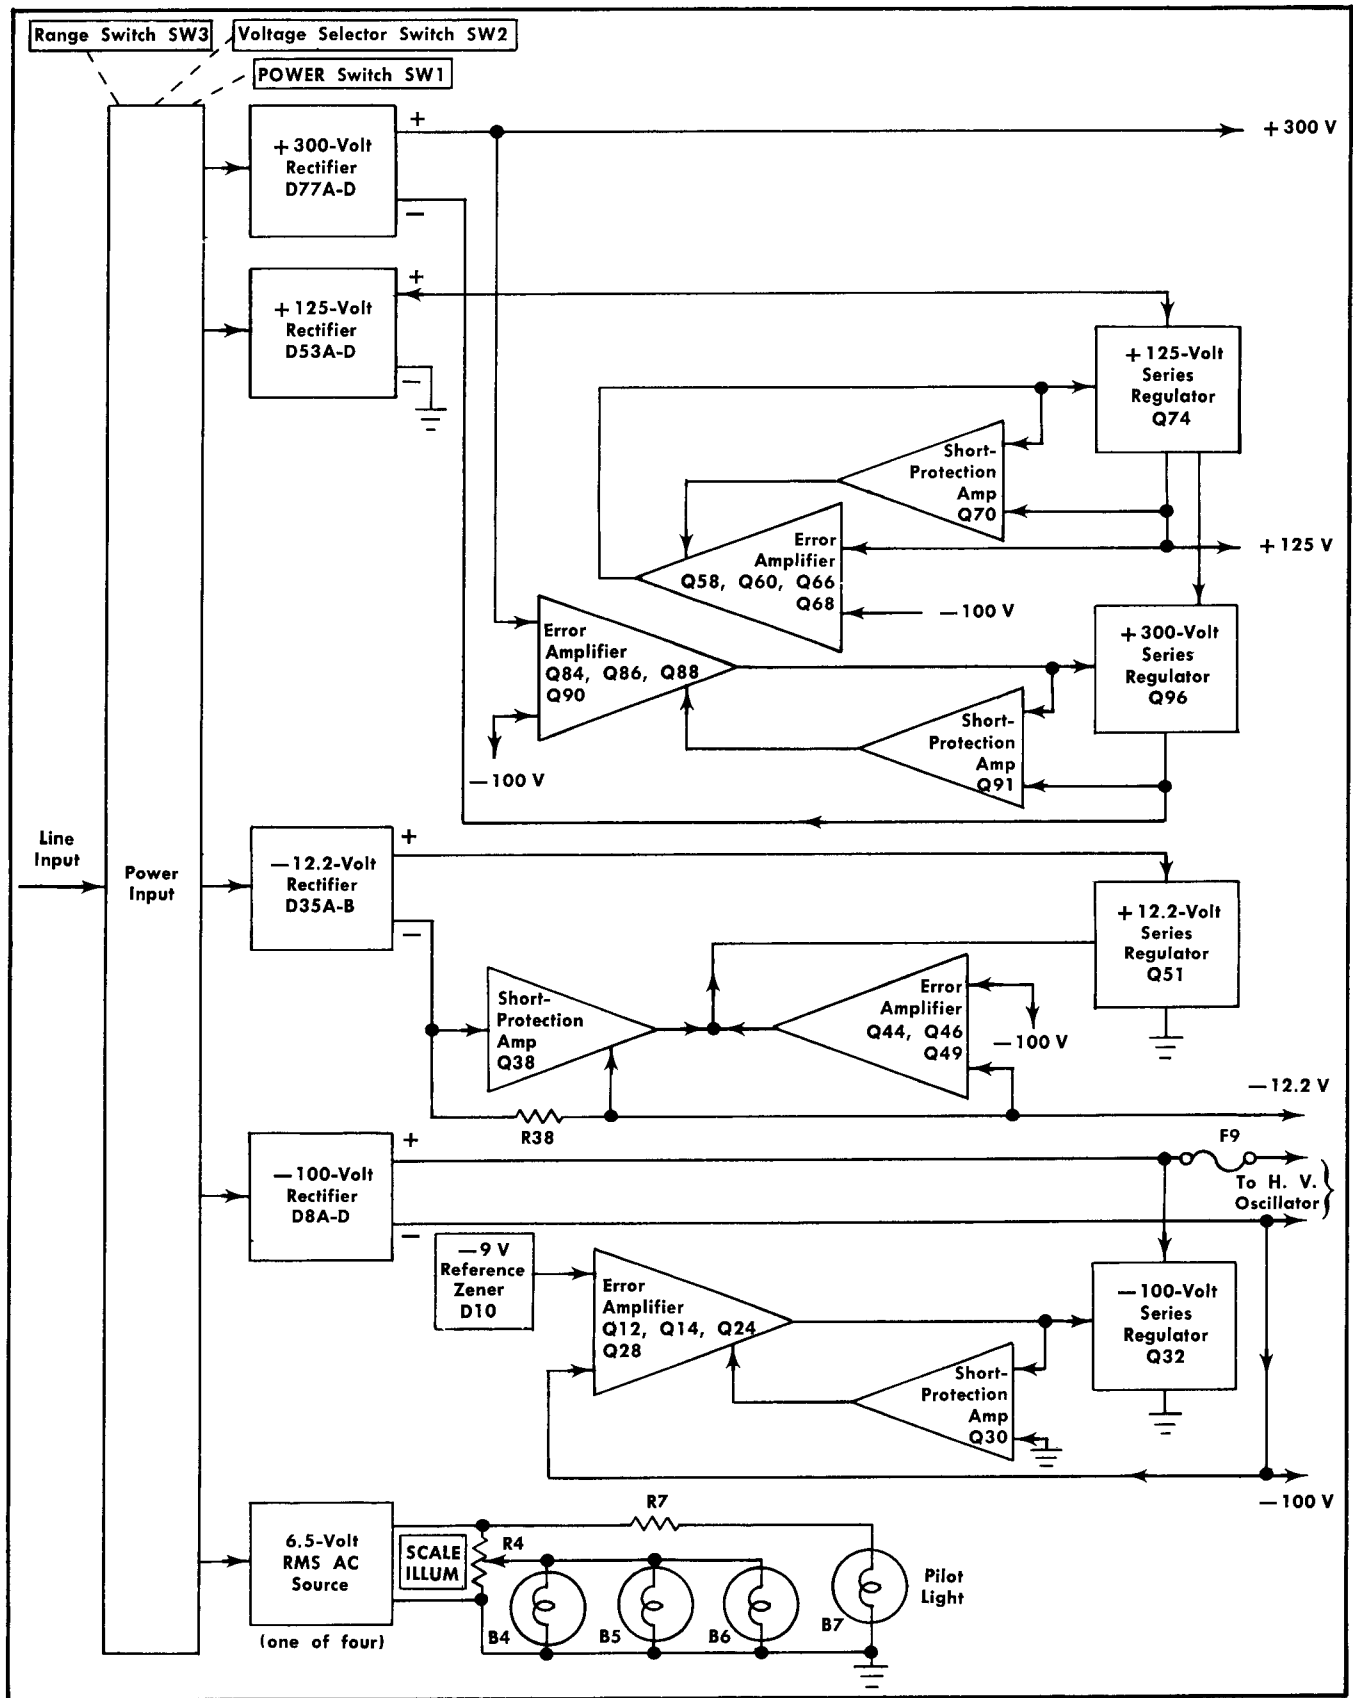 Range Switch SW3
Voltage Selector Switch SW2
POWER Switch SW1
+300-Volt
Rectifier
D77A-D
+
−
+300 V
+125-Volt
Rectifier
D53A-D
+
−
+125-Volt
Series
Regulator
Q74
Short-
Protection
Amp
Q70
Error
Amplifier
Q58, Q60, Q66
Q68
+125 V
−100 V
Error
Amplifier
Q84, Q86, Q88
Q90
−100 V
+300-Volt
Series
Regulator
Q96
Short-
Protection
Amp
Q91
Line
Input
Power
Input
−12.2-Volt
Rectifier
D35A-B
+
−
+12.2-Volt
Series
Regulator
Q51
Short-
Protection
Amp
Q38
Error
Amplifier
Q44, Q46
Q49
−100 V
−12.2 V
R38
−100-Volt
Rectifier
D8A-D
+
−
F9
To H. V.
Oscillator}
−9 V
Reference
Zener
D10
Error
Amplifier
Q12, Q14, Q24
Q28
−100-Volt
Series
Regulator
Q32
Short-
Protection
Amp
Q30
−100 V
6.5-Volt
RMS AC
Source
(one of four)
SCALE
ILLUM
R4
R7
B4
B5
B6
B7
Pilot
Light